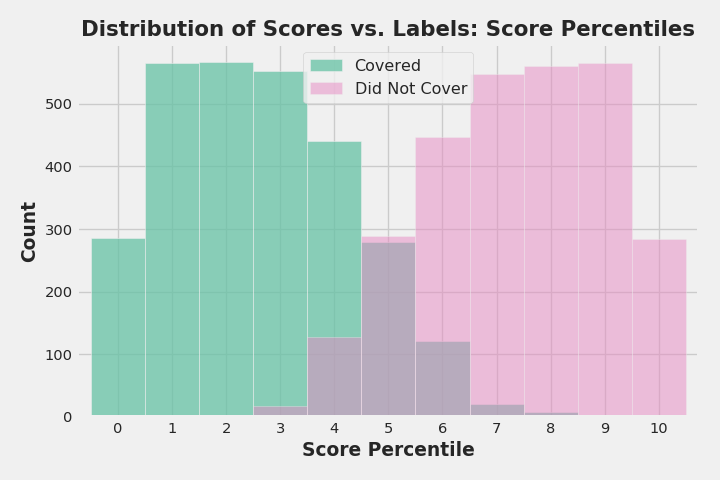 Distribution of Scores vs. Labels: Score Percentiles
Covered
Did Not Cover
500
400
300
200
100
0
Count
0 1 2 3 4 5 6 7 8 9 10
Score Percentile